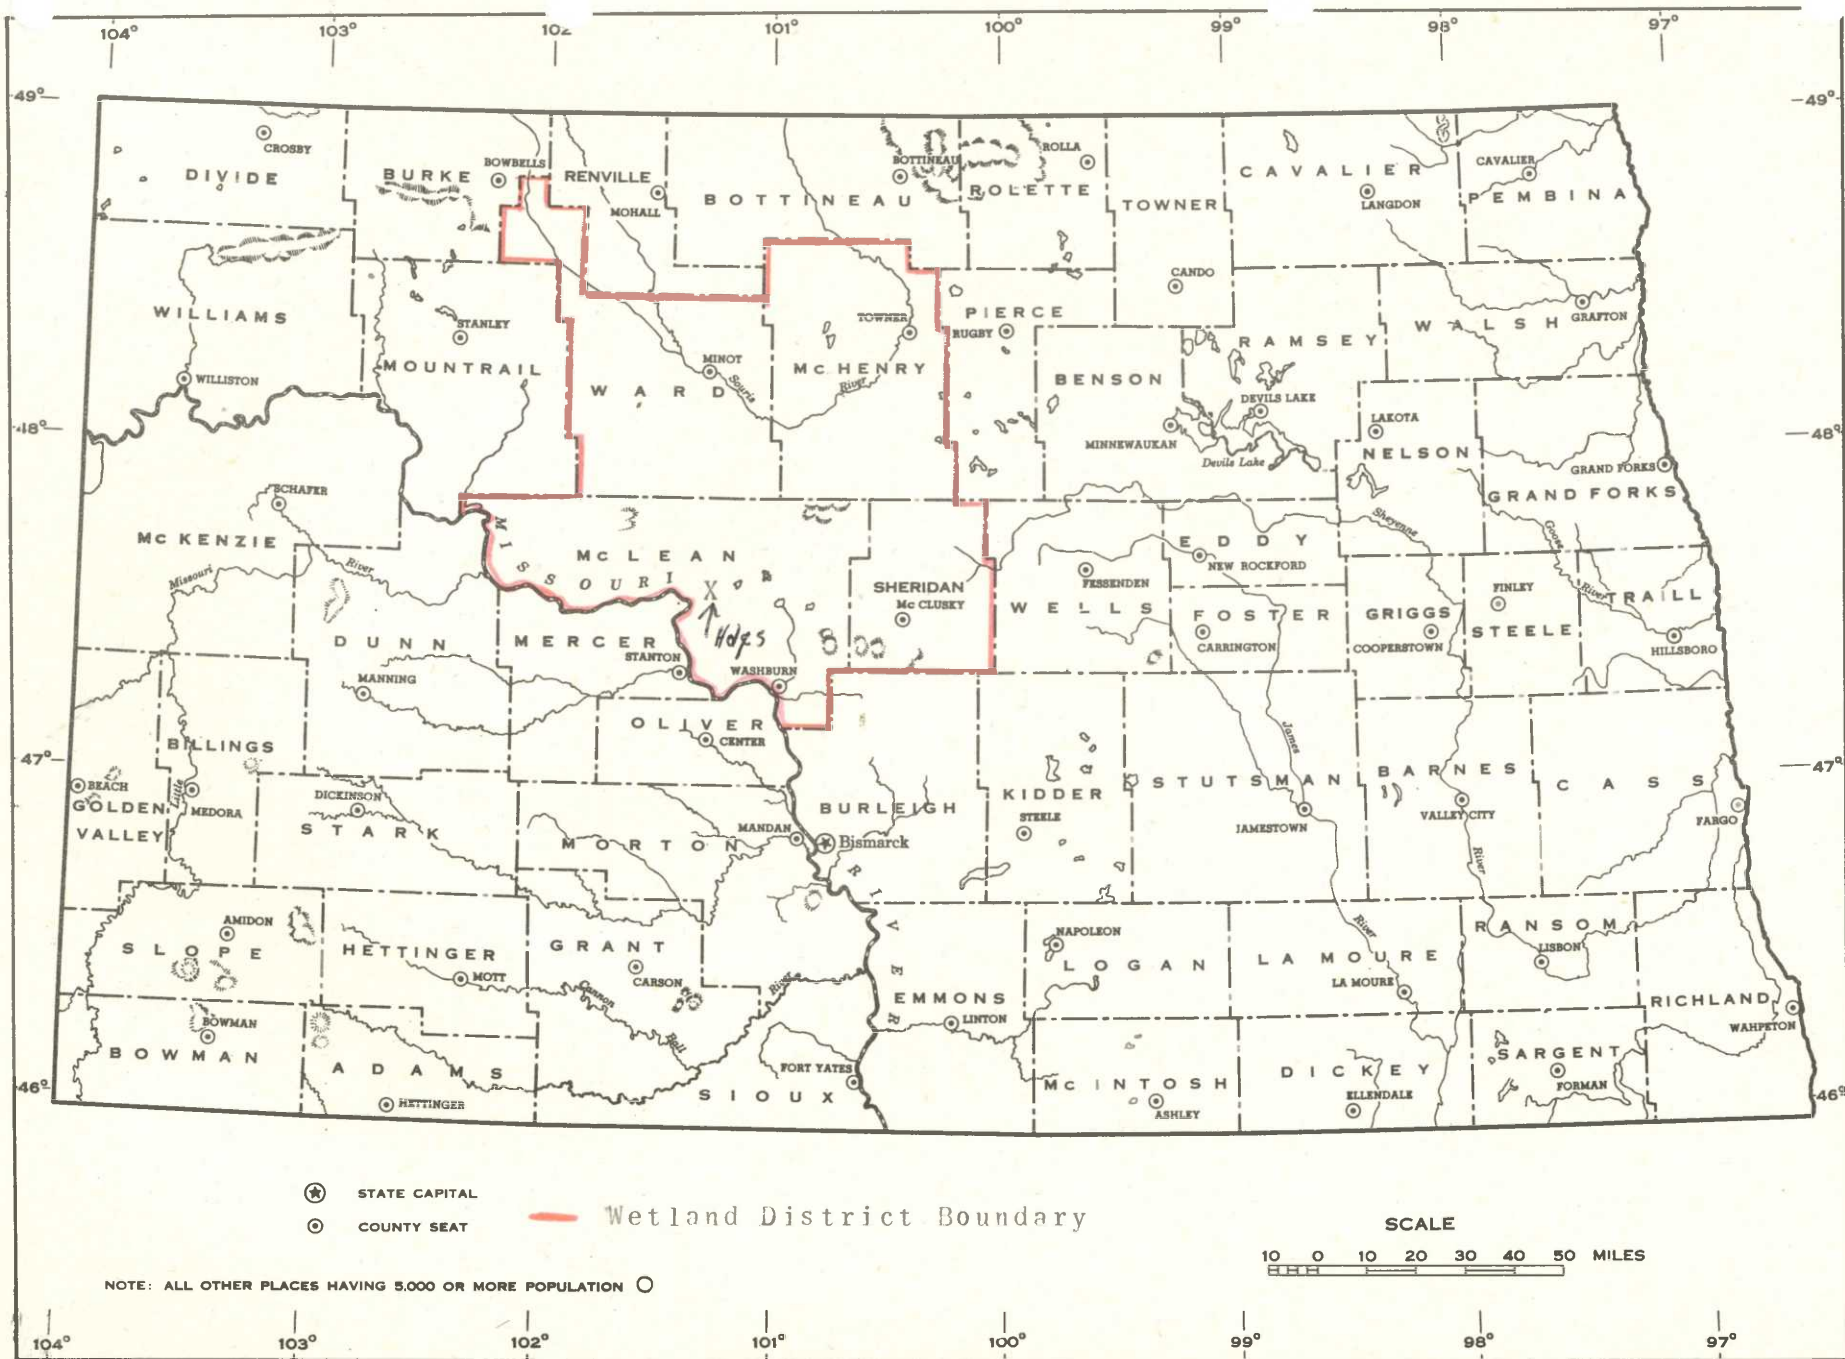 104° 103° 102 101° 100° 99° 98° 97°
49° 49°
CROSBY
DIVIDE
BURKE
BOWBELLS
RENVILLE
MOHALL
BOTTINEAU
BOTTINEAU
ROLLA
ROLETTE
TOWNER
CAVALIER
LANGDON
CAVALIER
PEMBINA
CANDO
WILLIAMS
WILLISTON
STANLEY
MOUNTRAIL
MINOT
WARD
Souris
River
TOWNER
McHENRY
PIERCE
RUGBY
BENSON
MINNEWAUKAN
RAMSEY
DEVILS LAKE
Devils Lake
WALSH
GRAFTON
48° 48°
LAKOTA
NELSON
GRAND FORKS
GRAND FORKS
SCHAFER
McKENZIE
Missouri
River
McLEAN
MISSOURI
X
Hdqs
SHERIDAN
McCLUSKY
WELLS
FESSENDEN
EDDY
NEW ROCKFORD
Sheyenne
Goose
River
FOSTER
CARRINGTON
GRIGGS
COOPERSTOWN
FINLEY
STEELE
TRAILL
HILLSBORO
DUNN
MANNING
MERCER
STANTON
WASHBURN
OLIVER
CENTER
47° 47°
BILLINGS
BEACH
GOLDEN
VALLEY
Little
MEDORA
DICKINSON
STARK
MORTON
MANDAN
Bismarck
BURLEIGH
KIDDER
STEELE
STUTSMAN
JAMESTOWN
James
River
BARNES
VALLEY CITY
River
CASS
FARGO
RIVER
AMIDON
SLOPE
HETTINGER
MOTT
GRANT
CARSON
Cannon
Ball
River
NAPOLEON
LOGAN
LA MOURE
LA MOURE
RANSOM
LISBON
RICHLAND
WAHPETON
BOWMAN
BOWMAN
ADAMS
HETTINGER
SIOUX
FORT YATES
EMMONS
LINTON
McINTOSH
ASHLEY
DICKEY
ELLENDALE
SARGENT
FORMAN
46° 46°
STATE CAPITAL
COUNTY SEAT
Wetland District Boundary
SCALE
10 0 10 20 30 40 50 MILES
NOTE: ALL OTHER PLACES HAVING 5,000 OR MORE POPULATION
104° 103° 102° 101° 100° 99° 98° 97°